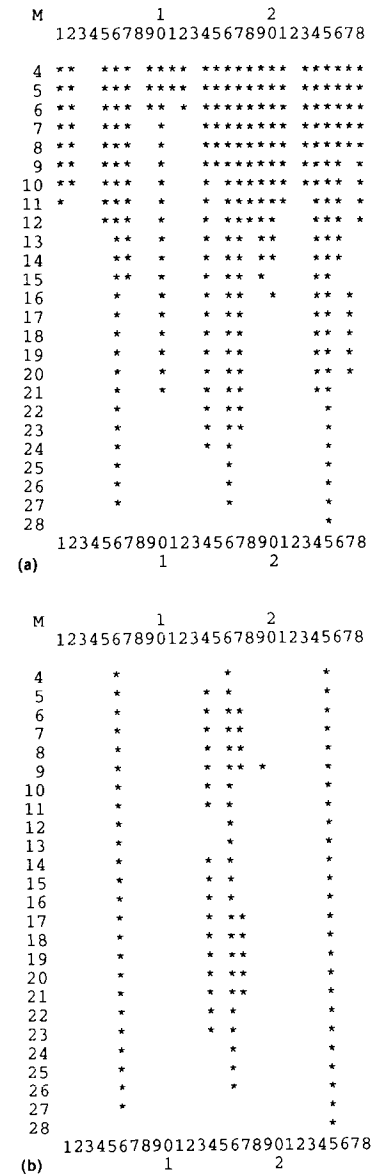 M 1 2
1234567890123456789012345678
4 ** *** **** ******** ******
5 ** *** **** ******** ******
6 ** *** ** * ******** ******
7 ** *** * ******** ******
8 ** *** * ******** ******
9 ** *** * ******** **** *
10 ** *** * * ****** **** *
11 * *** * * ****** *** *
12 *** * * ***** *** *
13 ** * * ** ** ***
14 ** * * ** ** ***
15 ** * * ** * **
16 * * * ** * ** *
17 * * * ** ** *
18 * * * ** ** *
19 * * * ** ** *
20 * * * ** ** *
21 * * * ** **
22 * * ** *
23 * * ** *
24 * * * *
25 * * *
26 * * *
27 * * *
28 *
1234567890123456789012345678
(a) 1 2
M 1 2
1234567890123456789012345678
4 * * *
5 * * * *
6 * * ** *
7 * * ** *
8 * * ** *
9 * * ** * *
10 * * * *
11 * * * *
12 * * *
13 * * *
14 * * * *
15 * * * *
16 * * * *
17 * * ** *
18 * * ** *
19 * * ** *
20 * * ** *
21 * * ** *
22 * * * *
23 * * * *
24 * * *
25 * * *
26 * * *
27 * *
28 *
1234567890123456789012345678
(b) 1 2